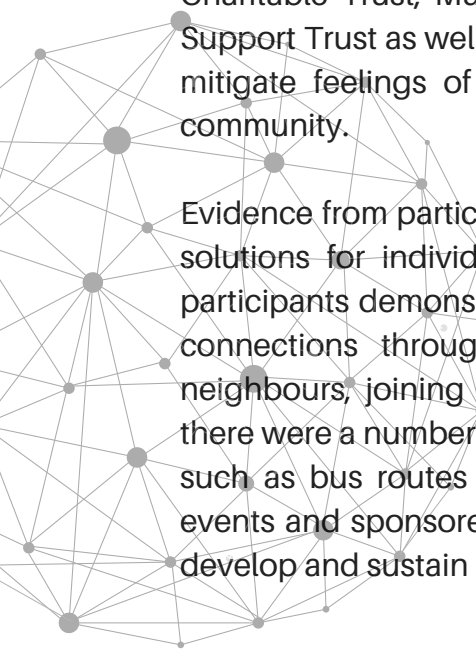 Charitable Trust,
Support Trust as wel
mitigate feelings of
community.
Evidence from partic
solutions for individ
participants demons
connections throug
neighbours, joining
there were a number
such as bus routes
events and sponsore
develop and sustain